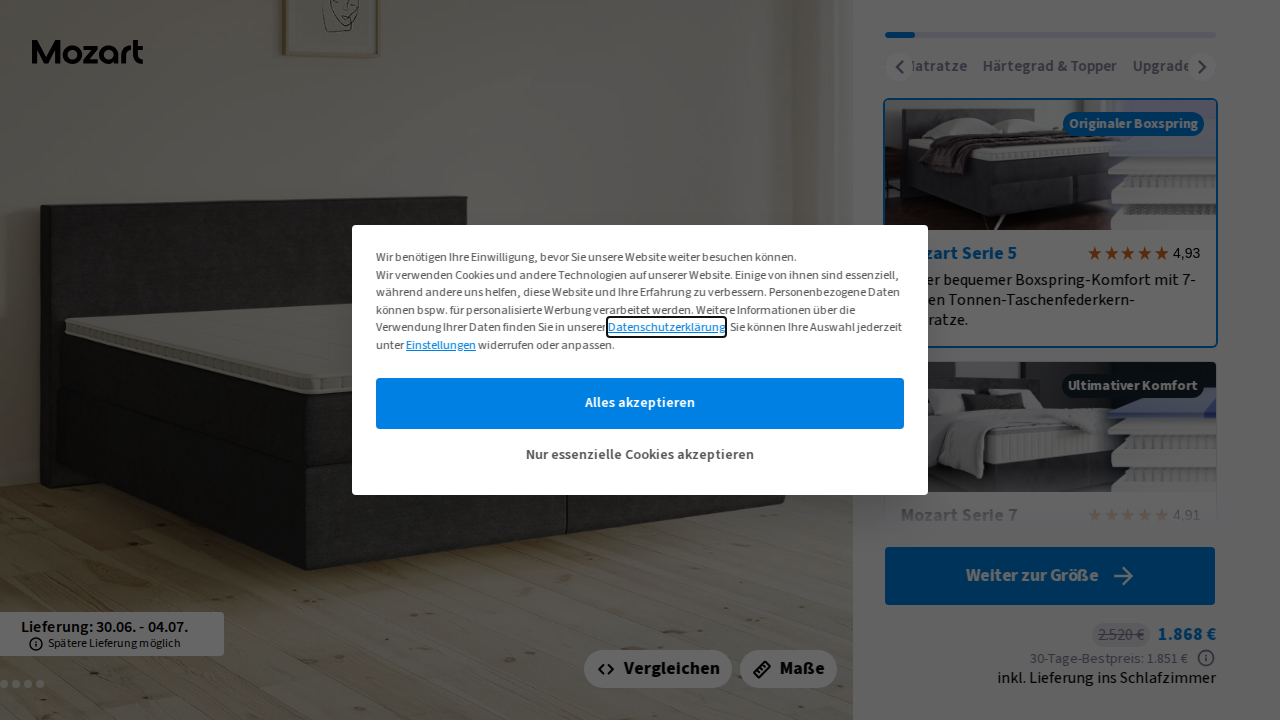 Mozart
Matratze
Härtegrad & Topper
Upgrade
Originaler Boxspring
Mozart Serie 5
4,93
bequemer Boxspring-Komfort mit 7-
Tonnen-Taschenfederkern-
Wir benötigen Ihre Einwilligung, bevor Sie unsere Website weiter besuchen können.
Wir verwenden Cookies und andere Technologien auf unserer Website. Einige von ihnen sind essenziell,
während andere uns helfen, diese Website und Ihre Erfahrung zu verbessern. Personenbezogene Daten
können bspw. für personalisierte Werbung verarbeitet werden. Weitere Informationen über die
Verwendung Ihrer Daten finden Sie in unserer Datenschutzerklärung. Sie können Ihre Auswahl jederzeit
unter Einstellungen widerrufen oder anpassen.
Alles akzeptieren
Nur essenzielle Cookies akzeptieren
Ultimativer Komfort
Mozart Serie 7
4,91
Weiter zur Größe
Lieferung: 30.06. - 04.07.
Spätere Lieferung möglich
Vergleichen
Maße
2.520 € 1.868 €
30-Tage-Bestpreis: 1.851 €
inkl. Lieferung ins Schlafzimmer